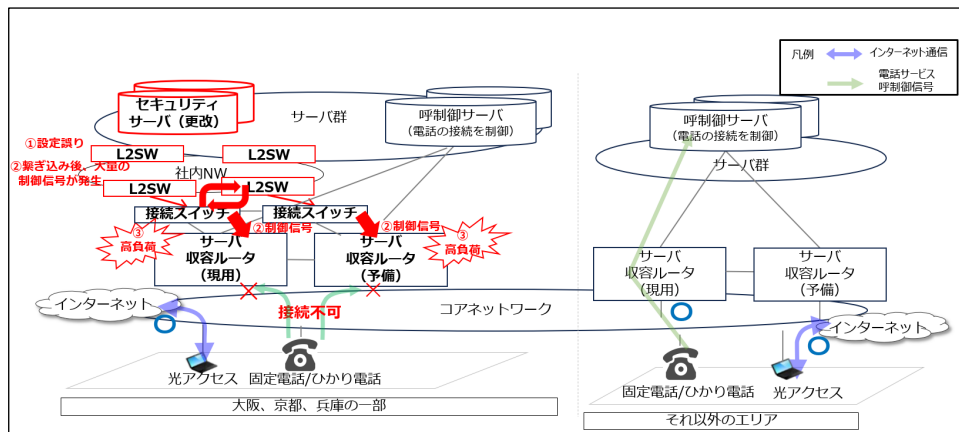 凡例
インターネット通信
電話サービス
呼制御信号
セキュリティ
サーバ（更改）
サーバ群
呼制御サーバ
（電話の接続を制御）
①設定誤り
L2SW
L2SW
②繋ぎ込み後、大量の
制御信号が発生
社内NW
L2SW
L2SW
接続スイッチ
接続スイッチ
②制御信号
②制御信号
③
高負荷
③
高負荷
サーバ
収容ルータ
（現用）
サーバ
収容ルータ
（予備）
インターネット
接続不可
コアネットワーク
光アクセス
固定電話/ひかり電話
大阪、京都、兵庫の一部
呼制御サーバ
（電話の接続を制御）
サーバ群
サーバ
収容ルータ
（現用）
サーバ
収容ルータ
（予備）
インターネット
固定電話/ひかり電話
光アクセス
それ以外のエリア